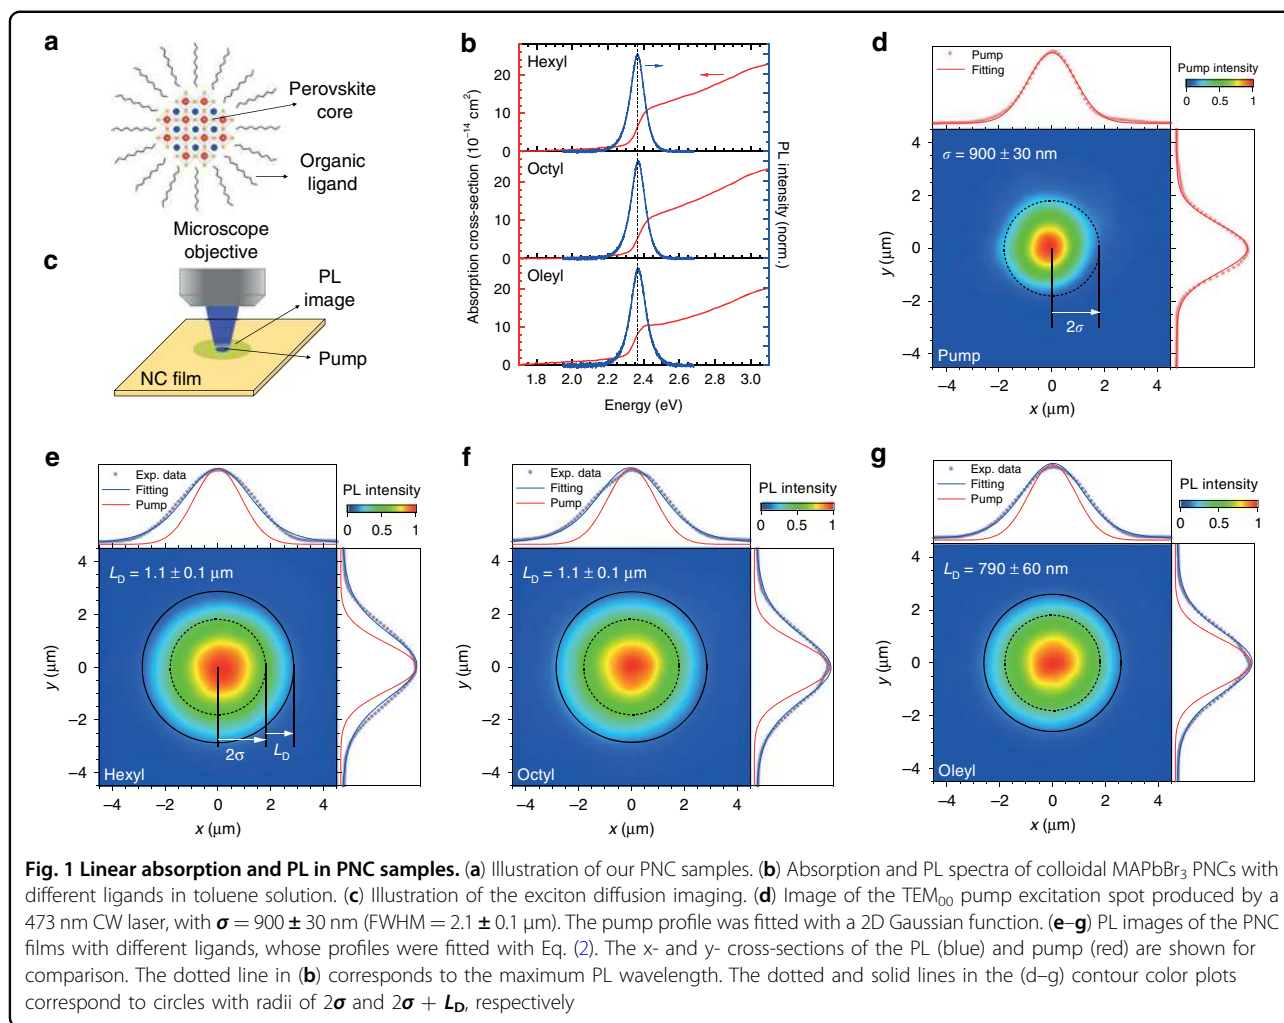 a
Perovskite
core
Organic
ligand
b
Hexyl
Octyl
Oleyl
Absorption cross-section (10⁻¹⁴ cm²)
20
10
0
20
10
0
20
10
0
PL intensity (norm.)
1.8 2.0 2.2 2.4 2.6 2.8 3.0
Energy (eV)
c
Microscope
objective
PL
image
Pump
NC film
d
Pump
Fitting
Pump intensity
0 0.5 1
σ = 900 ± 30 nm
2σ
Pump
y (μm)
4
2
0
−2
−4
−4 −2 0 2 4
x (μm)
e
Exp. data
Fitting
Pump
PL intensity
0 0.5 1
L_D = 1.1 ± 0.1 μm
2σ
L_D
Hexyl
y (μm)
4
2
0
−2
−4
−4 −2 0 2 4
x (μm)
f
Exp. data
Fitting
Pump
PL intensity
0 0.5 1
L_D = 1.1 ± 0.1 μm
Octyl
y (μm)
4
2
0
−2
−4
−4 −2 0 2 4
x (μm)
g
Exp. data
Fitting
Pump
PL intensity
0 0.5 1
L_D = 790 ± 60 nm
Oleyl
y (μm)
4
2
0
−2
−4
−4 −2 0 2 4
x (μm)
Fig. 1 Linear absorption and PL in PNC samples. (a) Illustration of our PNC samples. (b) Absorption and PL spectra of colloidal MAPbBr₃ PNCs with
different ligands in toluene solution. (c) Illustration of the exciton diffusion imaging. (d) Image of the TEM₀₀ pump excitation spot produced by a
473 nm CW laser, with σ = 900 ± 30 nm (FWHM = 2.1 ± 0.1 μm). The pump profile was fitted with a 2D Gaussian function. (e–g) PL images of the PNC
films with different ligands, whose profiles were fitted with Eq. (2). The x- and y- cross-sections of the PL (blue) and pump (red) are shown for
comparison. The dotted line in (b) corresponds to the maximum PL wavelength. The dotted and solid lines in the (d–g) contour color plots
correspond to circles with radii of 2σ and 2σ + L_D, respectively